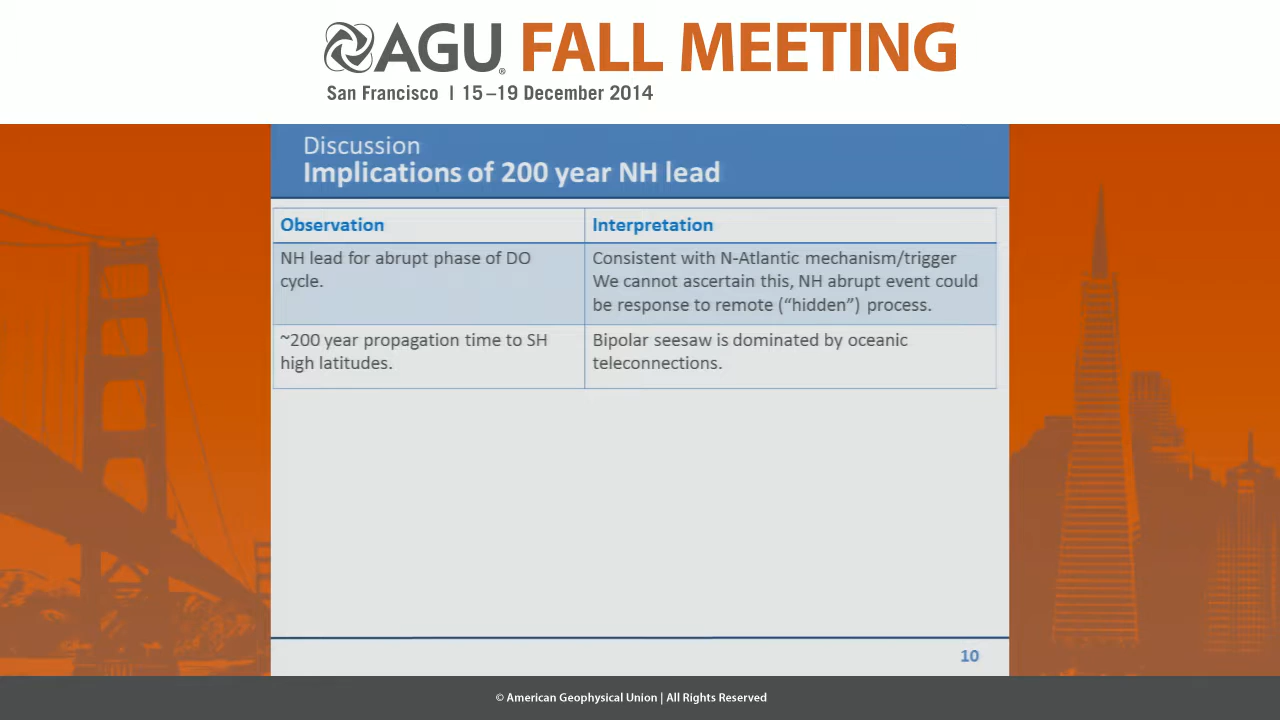 AGU® FALL MEETING
San Francisco | 15–19 December 2014
Discussion
Implications of 200 year NH lead
Observation
Interpretation
NH lead for abrupt phase of DO
cycle.
Consistent with N-Atlantic mechanism/trigger
We cannot ascertain this, NH abrupt event could
be response to remote (“hidden”) process.
~200 year propagation time to SH
high latitudes.
Bipolar seesaw is dominated by oceanic
teleconnections.
10
© American Geophysical Union | All Rights Reserved